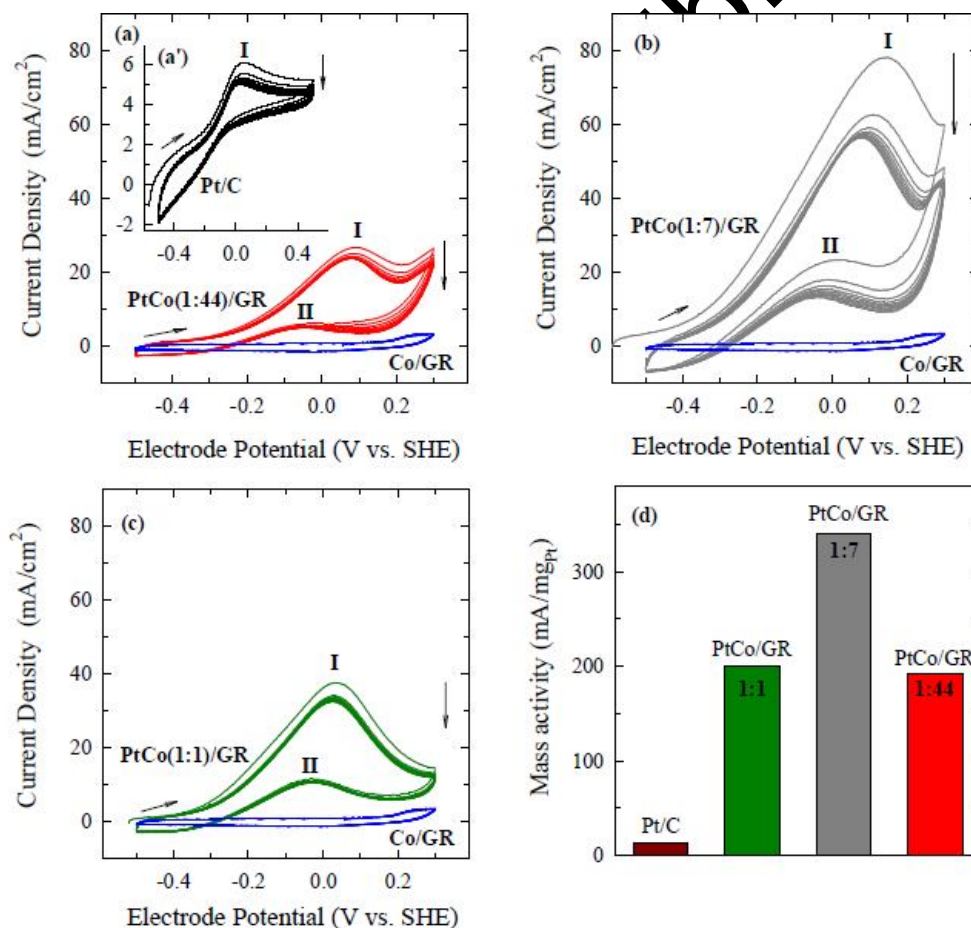 (a)
(a')
I
Pt/C
6
4
2
0
-2
-0.4
0.0
0.4
I
PtCo(1:44)/GR
II
Co/GR
80
60
40
20
0
-0.4
-0.2
0.0
0.2
Current Density (mA/cm²)
Electrode Potential (V vs. SHE)
(b)
I
PtCo(1:7)/GR
II
Co/GR
80
60
40
20
0
-0.4
-0.2
0.0
0.2
Current Density (mA/cm²)
Electrode Potential (V vs. SHE)
(c)
I
PtCo(1:1)/GR
II
Co/GR
80
60
40
20
0
-0.4
-0.2
0.0
0.2
Current Density (mA/cm²)
Electrode Potential (V vs. SHE)
(d)
PtCo/GR
1:7
PtCo/GR
1:1
PtCo/GR
1:44
Pt/C
300
200
100
0
Mass activity (mA/mgPt)